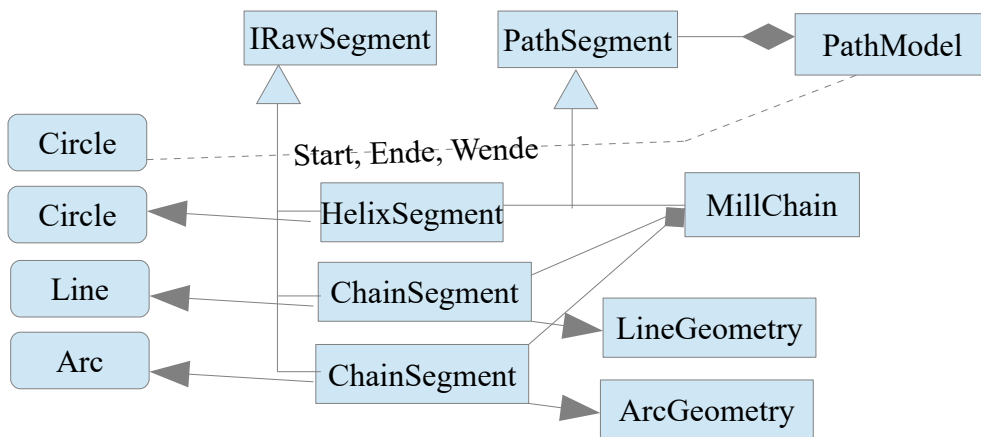 IRawSegment
PathSegment
PathModel
Circle
Start, Ende, Wende
Circle
HelixSegment
MillChain
Line
ChainSegment
LineGeometry
Arc
ChainSegment
ArcGeometry